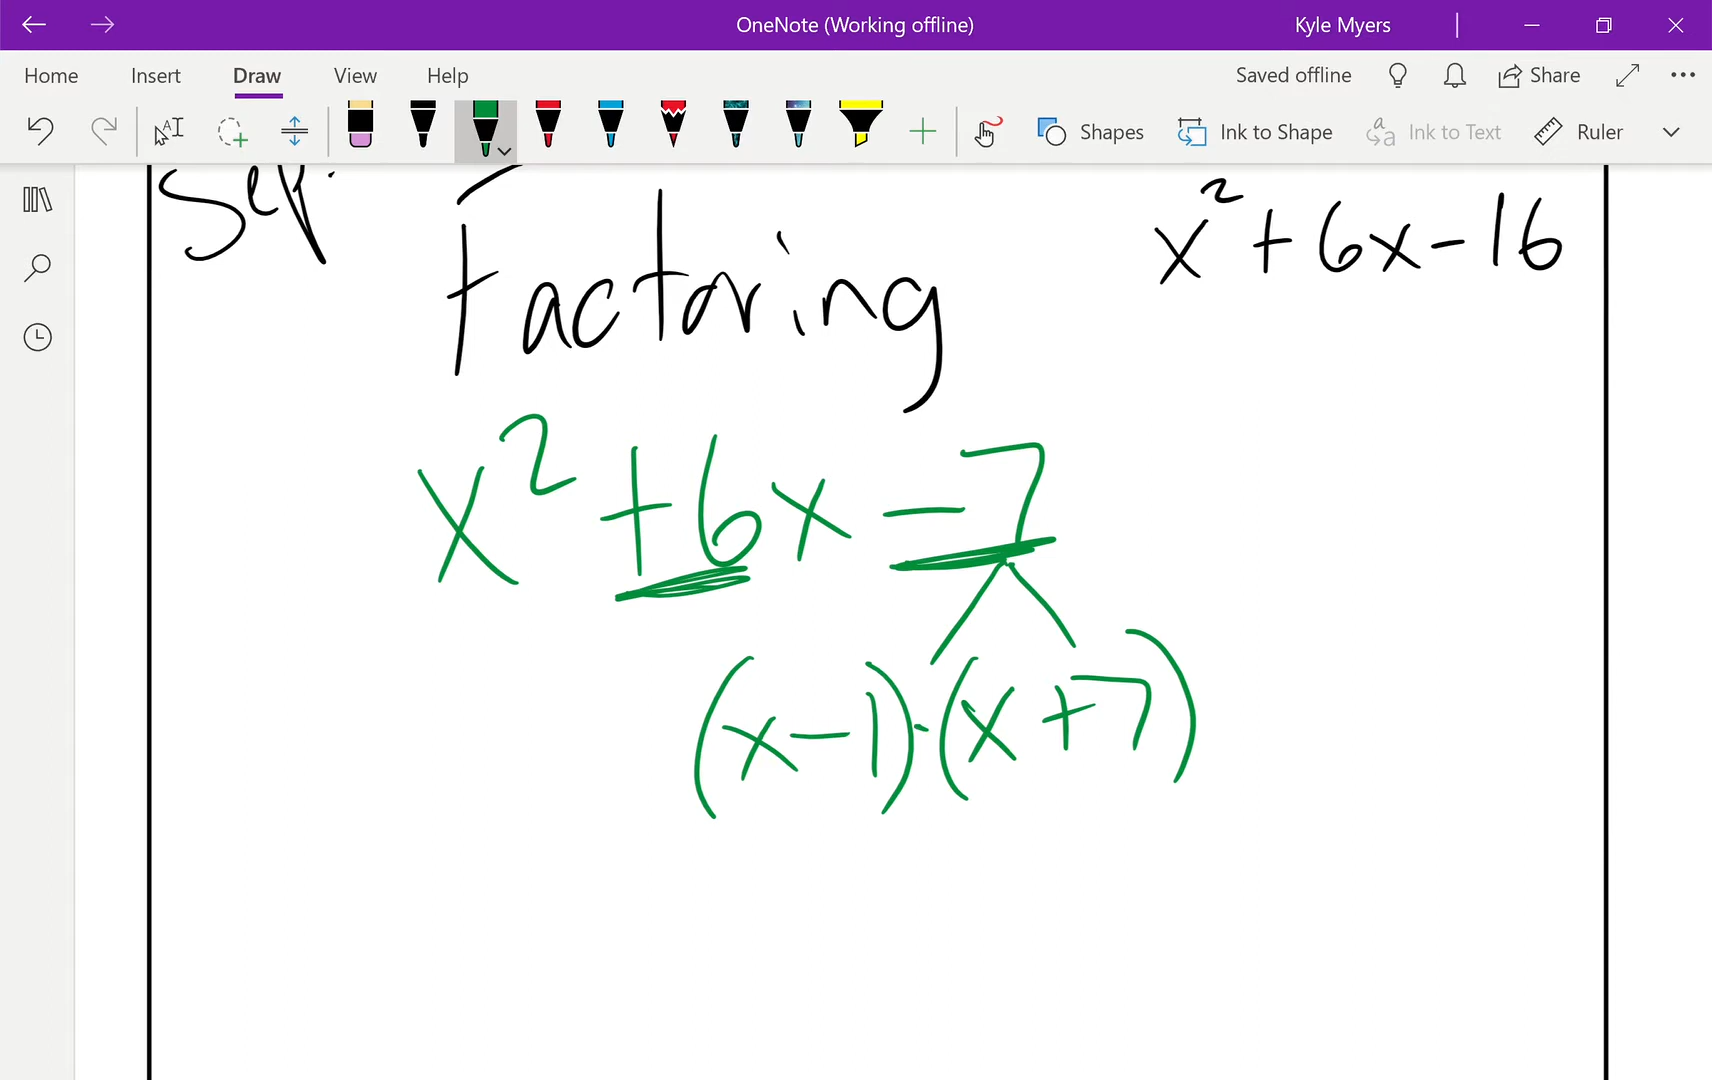 OneNote (Working offline) Kyle Myers
Home Insert Draw View Help Saved offline Share
Shapes Ink to Shape Ink to Text Ruler
x² + 6x - 16
Factoring
x² + 6x - 7
(x - 1) · (x + 7)